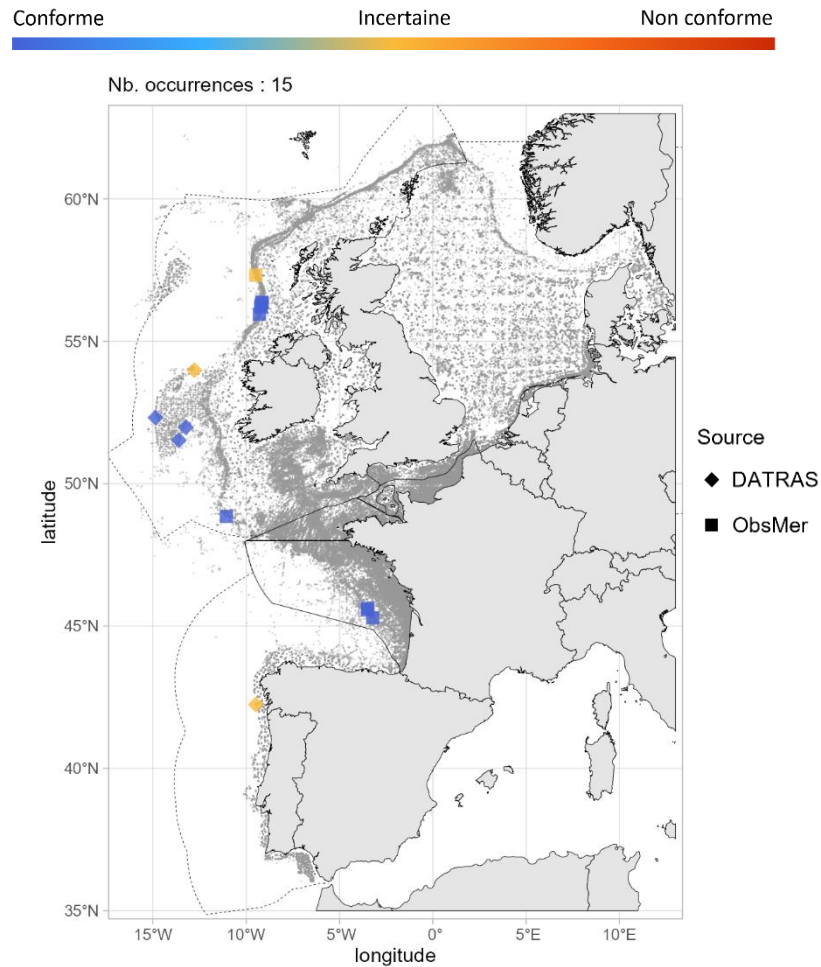 Conforme Incertaine Non conforme
Nb. occurrences : 15
60°N
55°N
50°N
45°N
40°N
35°N
latitude
15°W 10°W 5°W 0° 5°E 10°E
longitude
Source
DATRAS
ObsMer